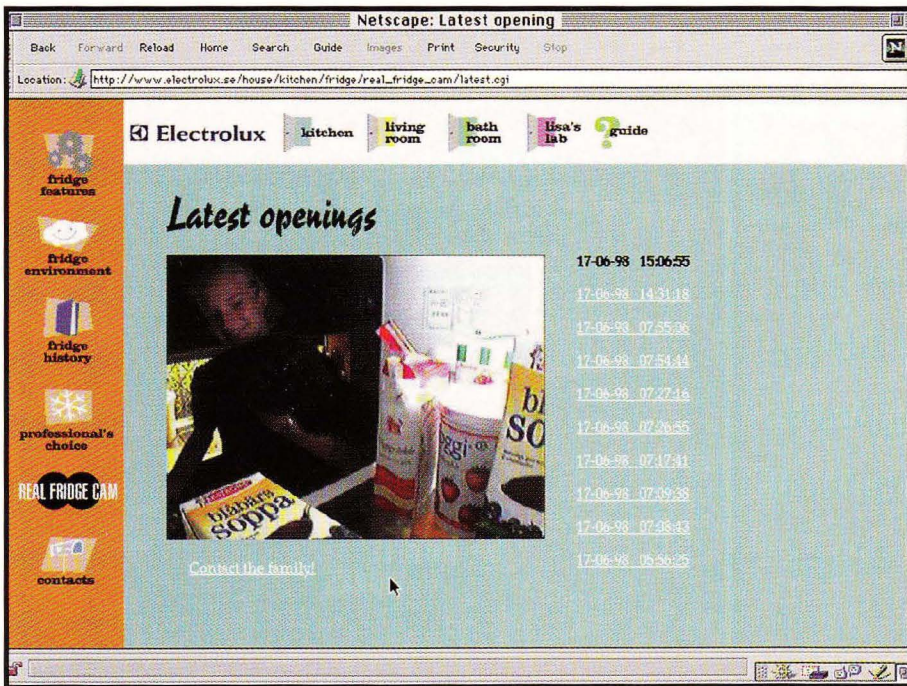 Netscape: Latest opening
Back Forward Reload Home Search Guide Images Print Security Stop
N
Location: http://www.electrolux.se/house/kitchen/fridge/real_fridge_cam/latest.cgi
Electrolux
kitchen
living
room
bath
room
lisa's
lab
guide
fridge
features
fridge
environment
fridge
history
professional's
choice
REAL FRIDGE CAM
contacts
Latest openings
17-06-98 15:06:55
17-06-98 14:31:18
17-06-98 07:55:06
17-06-98 07:54:44
17-06-98 07:27:16
17-06-98 07:26:55
17-06-98 07:17:41
17-06-98 07:09:38
17-06-98 07:08:43
17-06-98 05:56:25
blåbärs
soppa
oggi
bl
so
Contact the family!